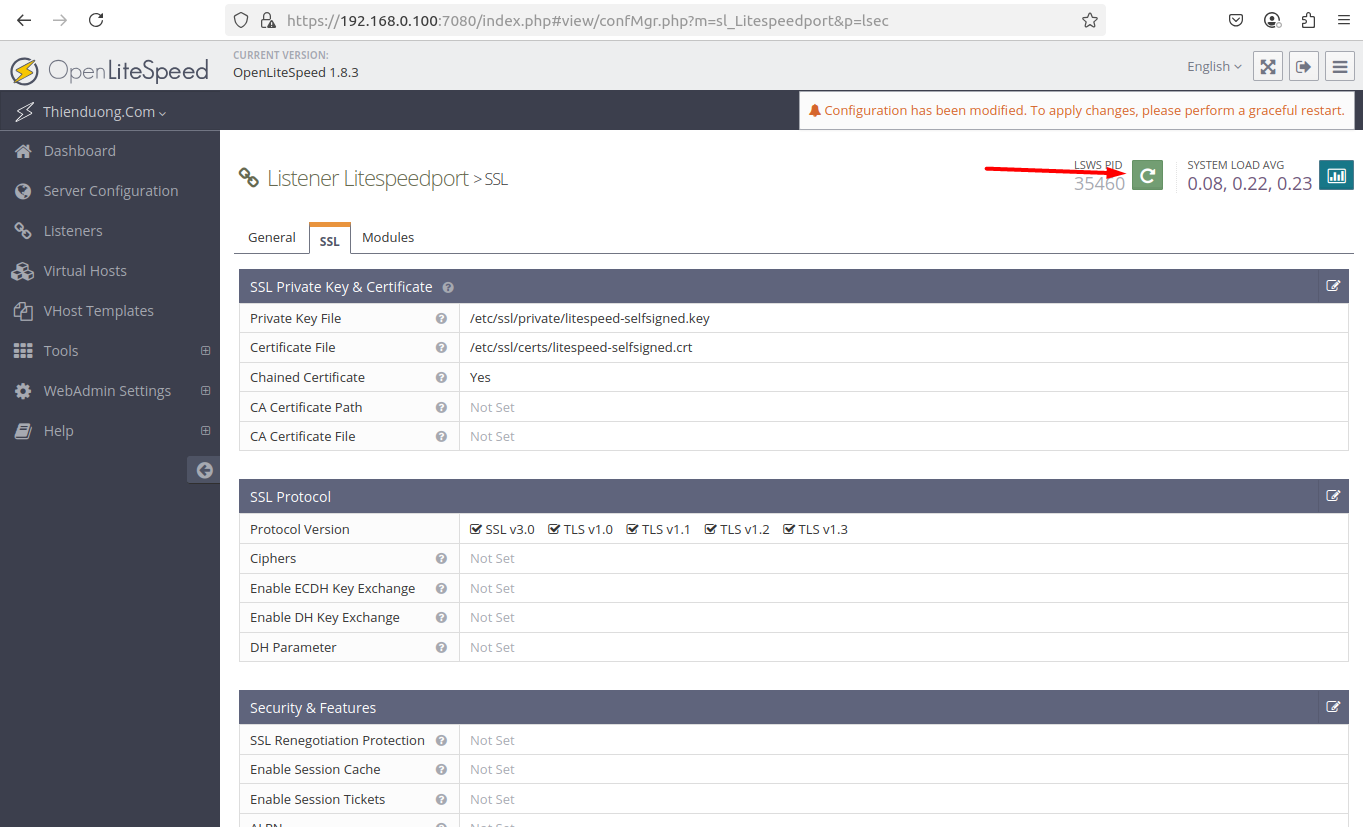 https://192.168.0.100:7080/index.php#view/confMgr.php?m=sl_Litespeedport&p=lsec
OpenLiteSpeed
CURRENT VERSION:
OpenLiteSpeed 1.8.3
English
Thienduong.Com
Configuration has been modified. To apply changes, please perform a graceful restart.
Dashboard
Server Configuration
Listeners
Virtual Hosts
VHost Templates
Tools
WebAdmin Settings
Help
Listener Litespeedport > SSL
LSWS PID
35460
SYSTEM LOAD AVG
0.08, 0.22, 0.23
General SSL Modules
SSL Private Key & Certificate
Private Key File /etc/ssl/private/litespeed-selfsigned.key
Certificate File /etc/ssl/certs/litespeed-selfsigned.crt
Chained Certificate Yes
CA Certificate Path Not Set
CA Certificate File Not Set
SSL Protocol
Protocol Version SSL v3.0 TLS v1.0 TLS v1.1 TLS v1.2 TLS v1.3
Ciphers Not Set
Enable ECDH Key Exchange Not Set
Enable DH Key Exchange Not Set
DH Parameter Not Set
Security & Features
SSL Renegotiation Protection Not Set
Enable Session Cache Not Set
Enable Session Tickets Not Set
ALPN Not Set